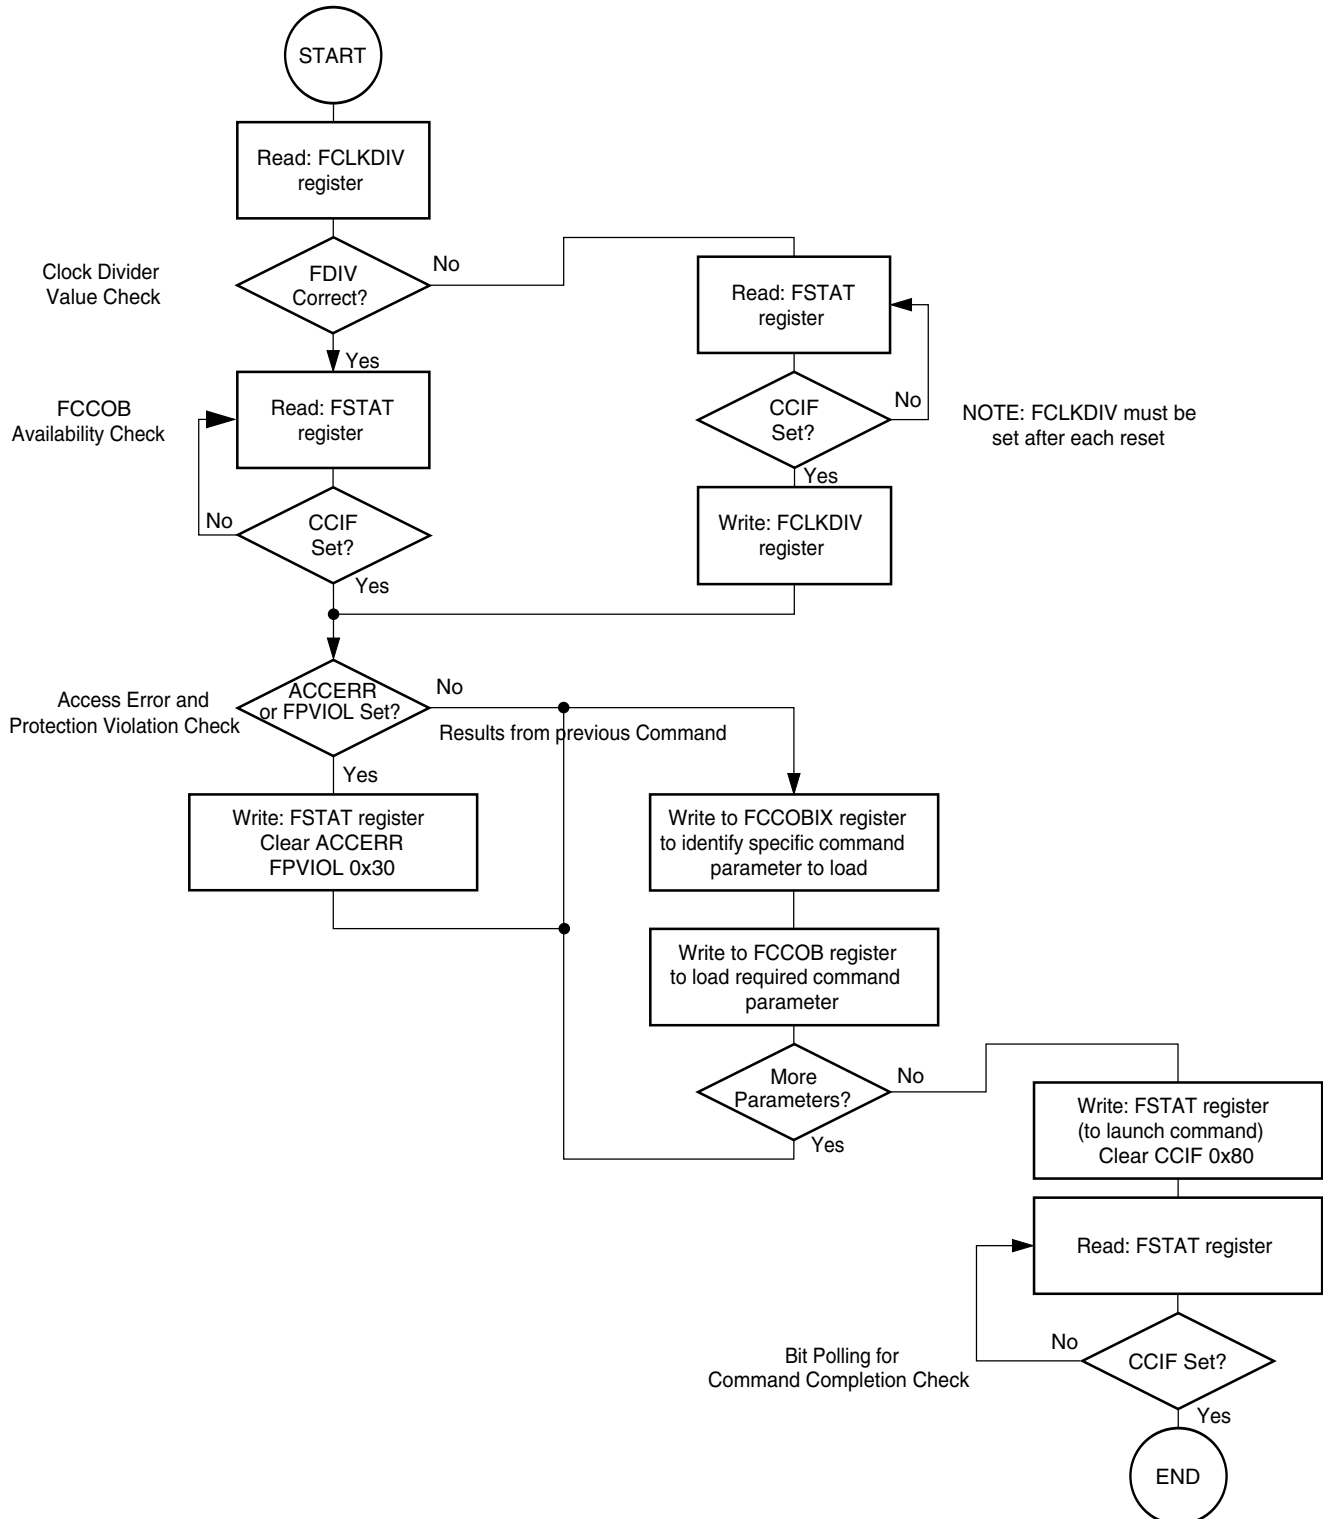 START
Read: FCLKDIV
register
Clock Divider
Value Check
FDIV
Correct?
No
Yes
Read: FSTAT
register
CCIF
Set?
No
Yes
NOTE: FCLKDIV must be
set after each reset
Write: FCLKDIV
register
FCCOB
Availability Check
Read: FSTAT
register
CCIF
Set?
No
Yes
Access Error and
Protection Violation Check
ACCERR
or FPVIOL Set?
No
Results from previous Command
Yes
Write: FSTAT register
Clear ACCERR
FPVIOL 0x30
Write to FCCOBIX register
to identify specific command
parameter to load
Write to FCCOB register
to load required command
parameter
More
Parameters?
No
Yes
Write: FSTAT register
(to launch command)
Clear CCIF 0x80
Read: FSTAT register
Bit Polling for
Command Completion Check
No
CCIF Set?
Yes
END